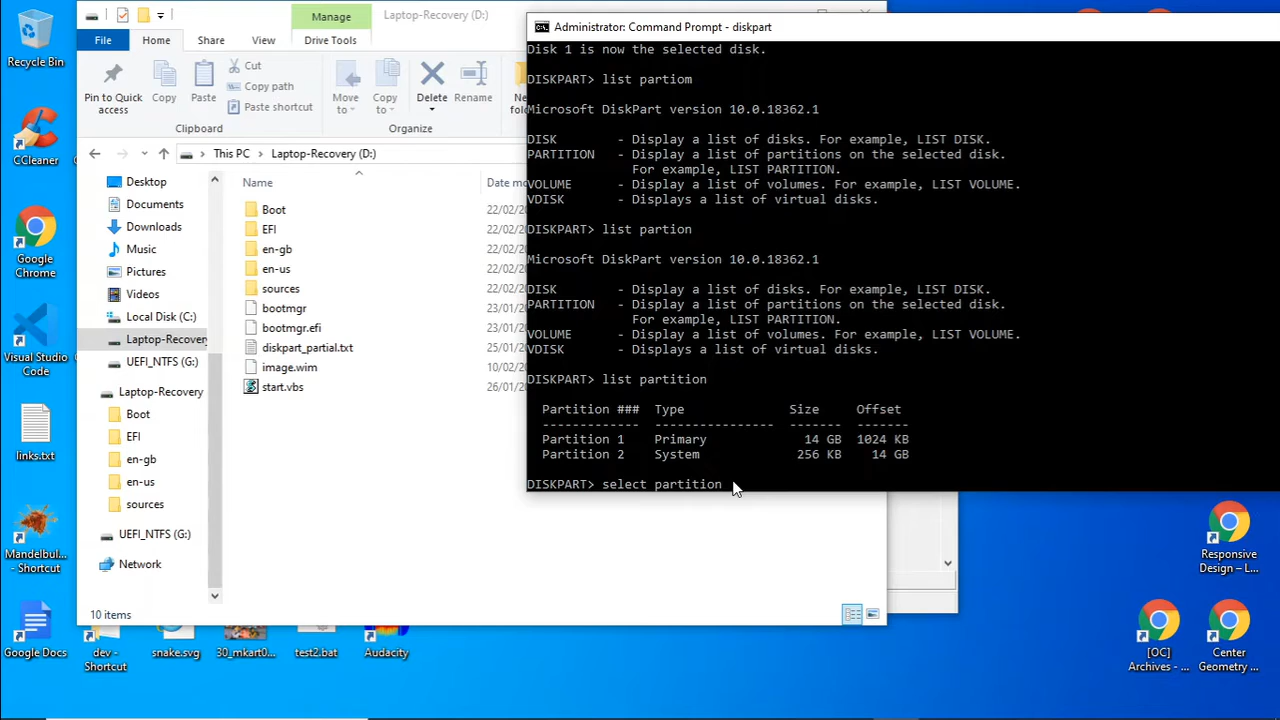 Recycle Bin
CCleaner
Google
Chrome
Visual Studio
Code
links.txt
Mandelbul...
- Shortcut
Google Docs
dev -
Shortcut
snake.svg
30_mkart0...
test2.bat
Audacity
Manage
Laptop-Recovery (D:)
File
Home
Share
View
Drive Tools
Pin to Quick
access
Copy
Paste
Cut
Copy path
Paste shortcut
Clipboard
Move
to
Copy
to
Delete
Rename
Organize
This PC
Laptop-Recovery (D:)
Desktop
Documents
Downloads
Music
Pictures
Videos
Local Disk (C:)
Laptop-Recovery
UEFI_NTFS (G:)
Laptop-Recovery
Boot
EFI
en-gb
en-us
sources
UEFI_NTFS (G:)
Network
Name
Date mo
Boot 22/02/20
EFI 22/02/20
en-gb 22/02/20
en-us 22/02/20
sources 22/02/20
bootmgr 23/01/20
bootmgr.efi 23/01/20
diskpart_partial.txt 25/01/20
image.wim 10/02/20
start.vbs 26/01/20
10 items
Administrator: Command Prompt - diskpart
Disk 1 is now the selected disk.
DISKPART> list partiom
Microsoft DiskPart version 10.0.18362.1
DISK - Display a list of disks. For example, LIST DISK.
PARTITION - Display a list of partitions on the selected disk.
For example, LIST PARTITION.
VOLUME - Display a list of volumes. For example, LIST VOLUME.
VDISK - Displays a list of virtual disks.
DISKPART> list partion
Microsoft DiskPart version 10.0.18362.1
DISK - Display a list of disks. For example, LIST DISK.
PARTITION - Display a list of partitions on the selected disk.
For example, LIST PARTITION.
VOLUME - Display a list of volumes. For example, LIST VOLUME.
VDISK - Displays a list of virtual disks.
DISKPART> list partition
Partition ### Type Size Offset
------------- ---------------- ------- -------
Partition 1 Primary 14 GB 1024 KB
Partition 2 System 256 KB 14 GB
DISKPART> select partition
Responsive
Design – L...
[OC]
Archives - ...
Center
Geometry ...